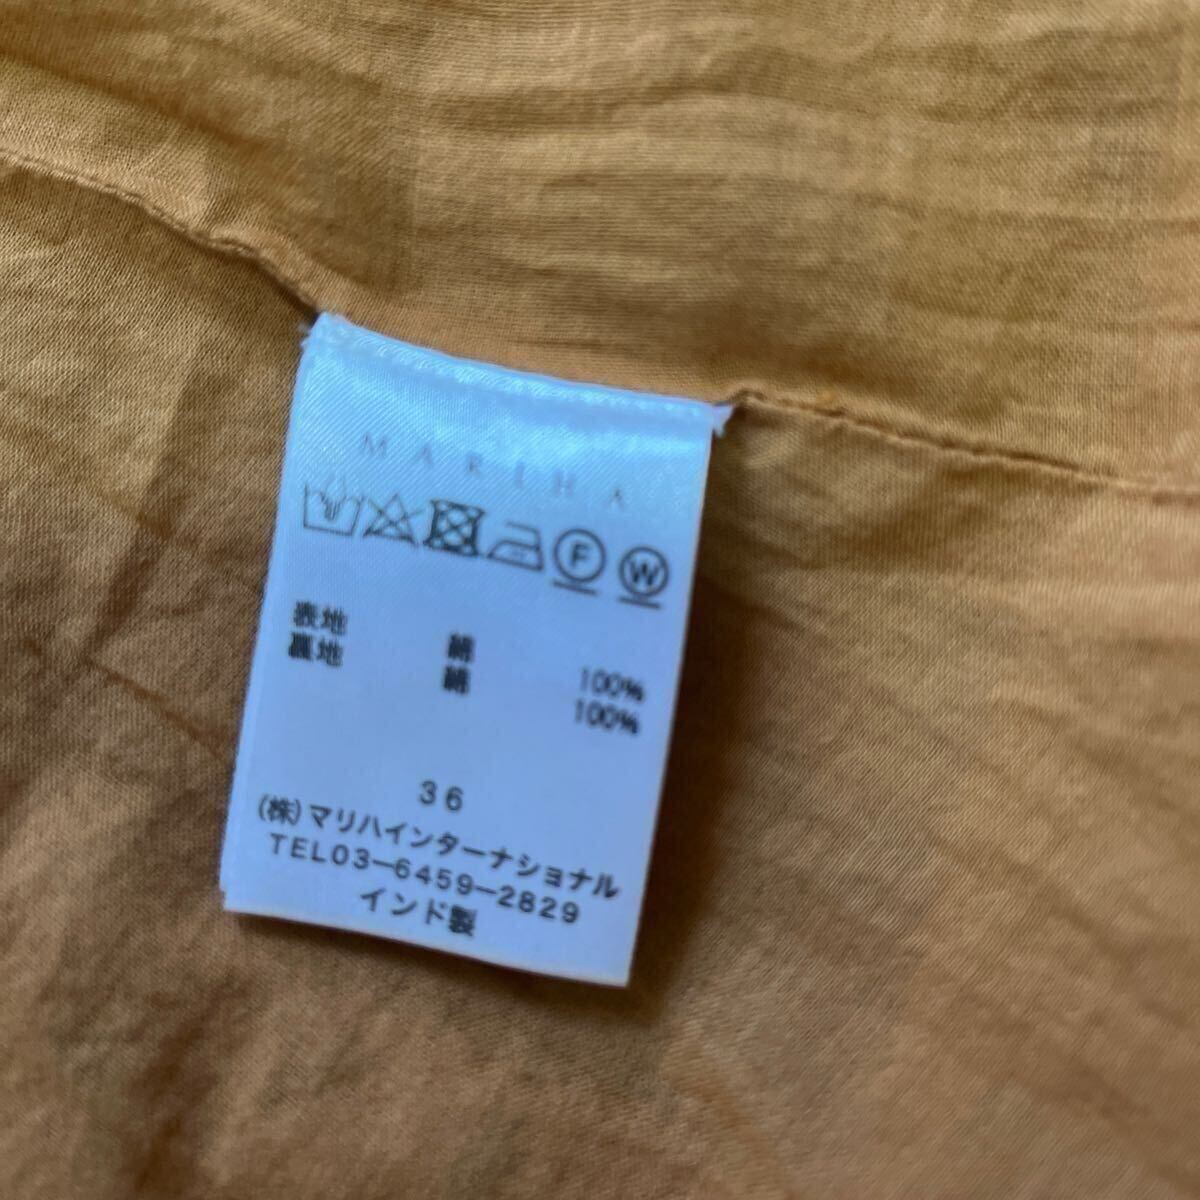 MARIHA
F W
表地 綿 100%
裏地 綿 100%
36
(株)マリハインターナショナル
TEL03-6459-2829
インド製